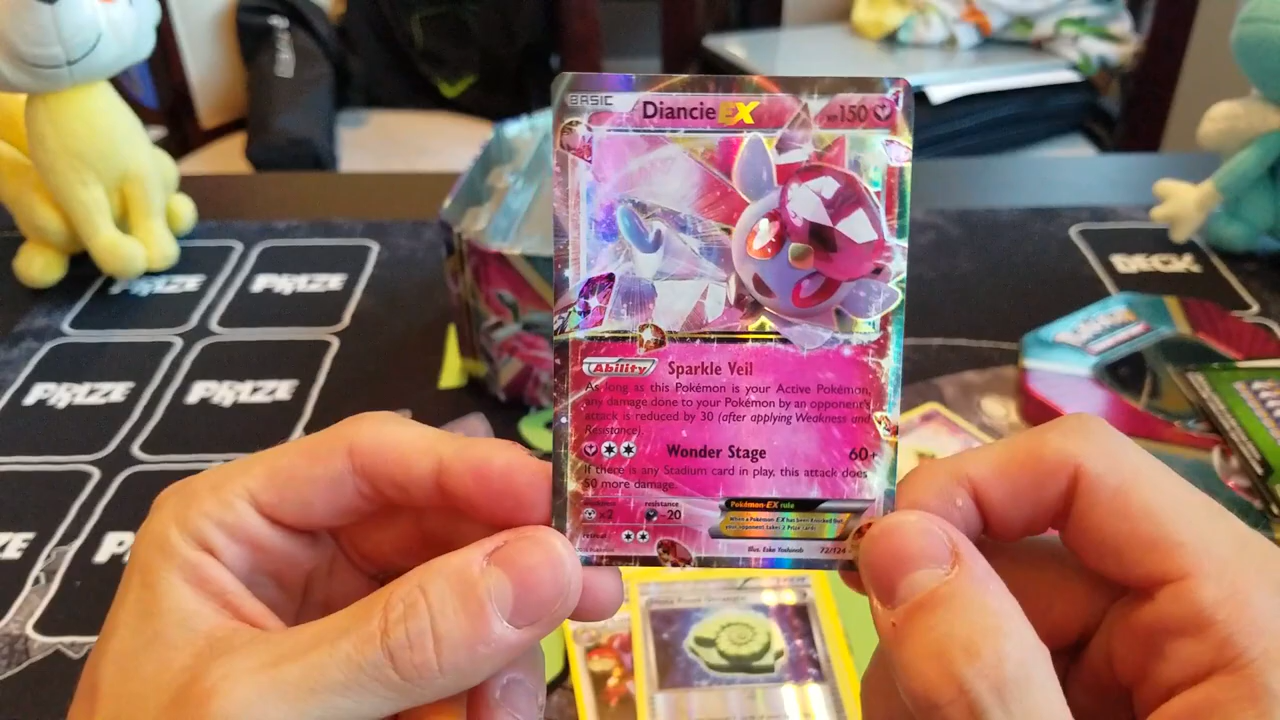 BASIC Diancie EX HP150
Ability Sparkle Veil
As long as this Pokémon is your Active Pokémon,
any damage done to your Pokémon by an opponent's
attack is reduced by 30 (after applying Weakness and
Resistance).
Wonder Stage 60+
If there is any Stadium card in play, this attack does
50 more damage.
weakness resistance
×2 -20
retreat
Pokémon-EX rule
When a Pokémon-EX has been Knocked Out,
your opponent takes 2 Prize cards.
Illus. Eske Yoshinob 72/124
PRIZE PRIZE
PRIZE PRIZE
DECK